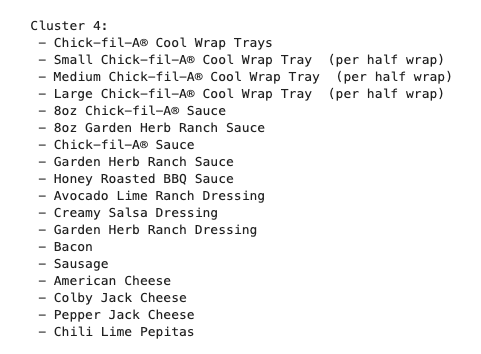 Cluster 4:
– Chick–fil–A® Cool Wrap Trays
– Small Chick–fil–A® Cool Wrap Tray  (per half wrap)
– Medium Chick–fil–A® Cool Wrap Tray  (per half wrap)
– Large Chick–fil–A® Cool Wrap Tray  (per half wrap)
– 8oz Chick–fil–A® Sauce
– 8oz Garden Herb Ranch Sauce
– Chick–fil–A® Sauce
– Garden Herb Ranch Sauce
– Honey Roasted BBQ Sauce
– Avocado Lime Ranch Dressing
– Creamy Salsa Dressing
– Garden Herb Ranch Dressing
– Bacon
– Sausage
– American Cheese
– Colby Jack Cheese
– Pepper Jack Cheese
– Chili Lime Pepitas